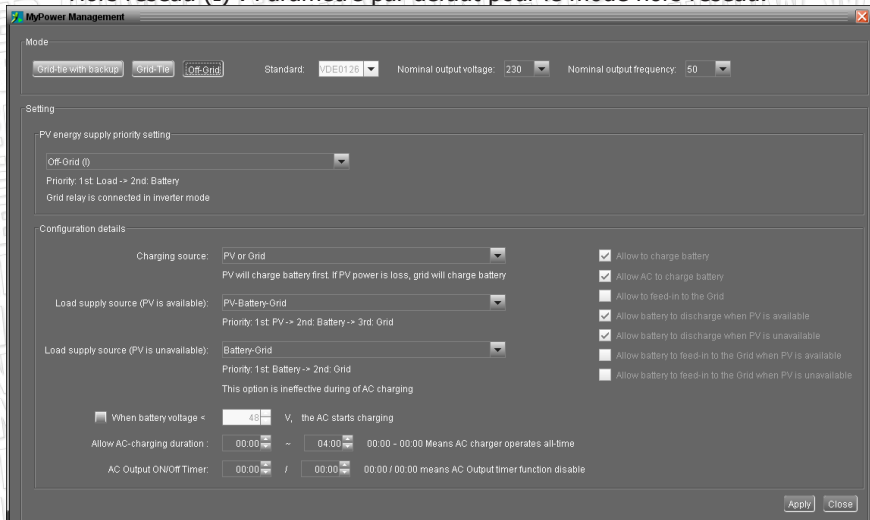 Hors réseau (I) : Paramètre par défaut pour le mode hors réseau.
MyPower Management
Mode
Grid-tie with backup Grid-Tie Off-Grid Standard: VDE0126 Nominal output voltage: 230 Nominal output frequency: 50
Setting
PV energy supply priority setting
Off-Grid (I)
Priority: 1st: Load -> 2nd: Battery
Grid relay is connected in inverter mode
Configuration details
Charging source: PV or Grid
PV will charge battery first. If PV power is loss, grid will charge battery
Load supply source (PV is available): PV-Battery-Grid
Priority: 1st: PV -> 2nd: Battery -> 3rd: Grid
Load supply source (PV is unavailable): Battery-Grid
Priority: 1st: Battery -> 2nd: Grid
This option is ineffective during of AC charging
When battery voltage < 48 V, the AC starts charging
Allow AC-charging duration : 00:00 ~ 04:00 00:00 - 00:00 Means AC charger operates all-time
AC Output ON/Off Timer: 00:00 / 00:00 00:00 / 00:00 means AC Output timer function disable
Allow to charge battery
Allow AC to charge battery
Allow to feed-in to the Grid
Allow battery to discharge when PV is available
Allow battery to discharge when PV is unavailable
Allow battery to feed-in to the Grid when PV is available
Allow battery to feed-in to the Grid when PV is unavailable
Apply Close